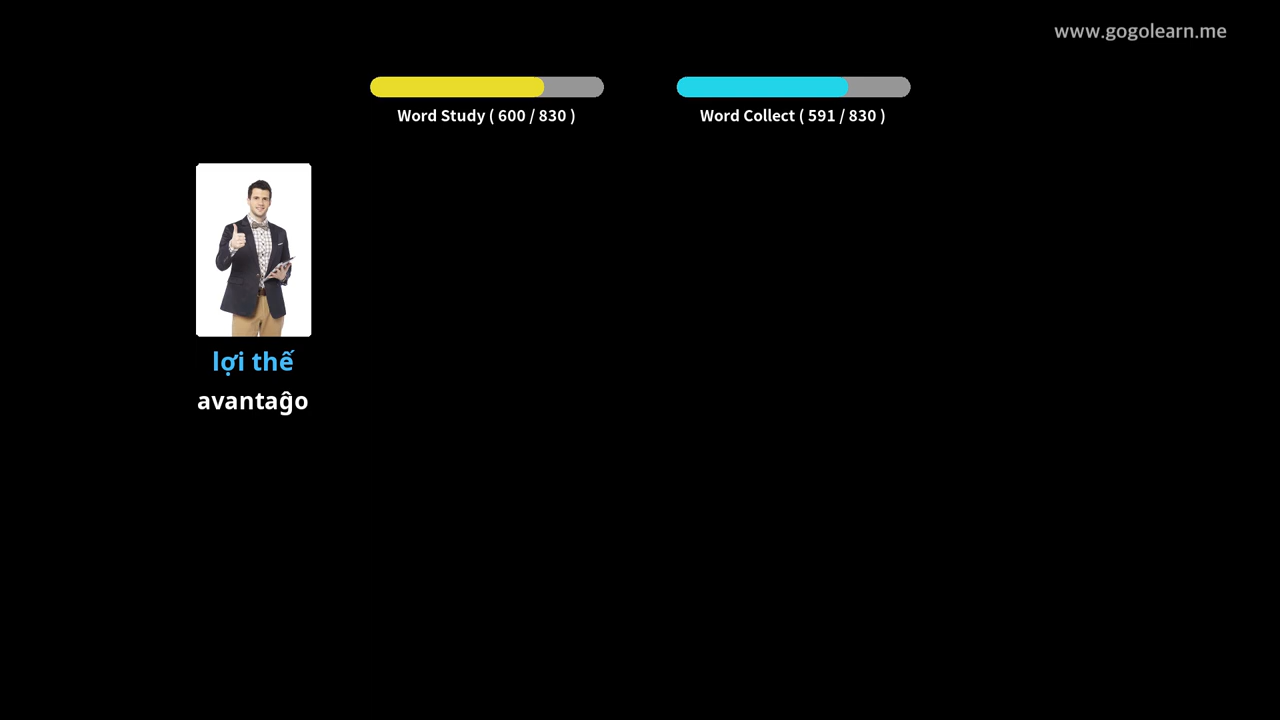 www.gogolearn.me
Word Study ( 600 / 830 )
Word Collect ( 591 / 830 )
lợi thế
avantaĝo